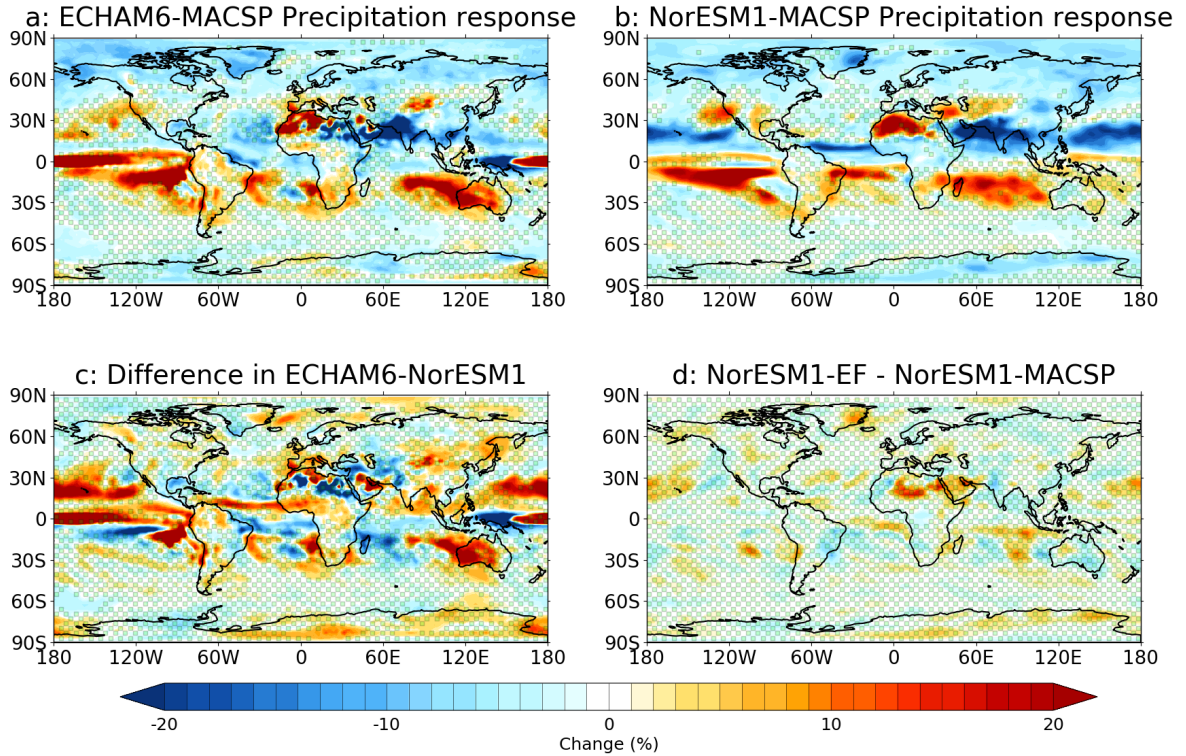 a: ECHAM6-MACSP Precipitation response
b: NorESM1-MACSP Precipitation response
90N
60N
30N
0
30S
60S
90S
180 120W 60W 0 60E 120E 180
90N
60N
30N
0
30S
60S
90S
180 120W 60W 0 60E 120E 180
c: Difference in ECHAM6-NorESM1
d: NorESM1-EF - NorESM1-MACSP
90N
60N
30N
0
30S
60S
90S
180 120W 60W 0 60E 120E 180
90N
60N
30N
0
30S
60S
90S
180 120W 60W 0 60E 120E 180
-20 -10 0 10 20
Change (%)